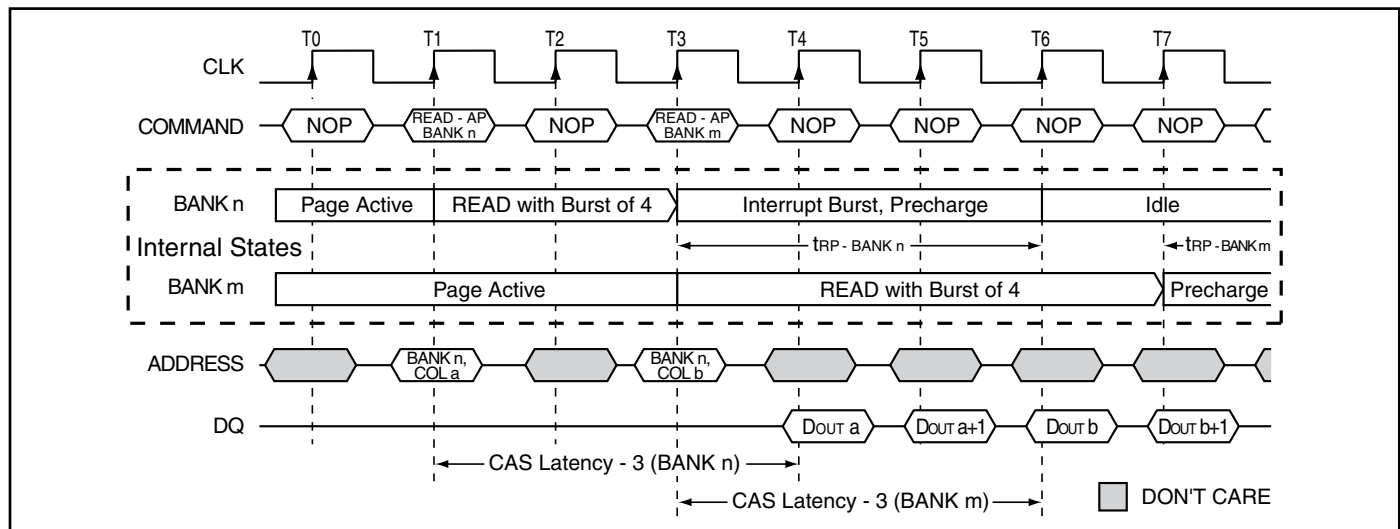 T0 T1 T2 T3 T4 T5 T6 T7
CLK
COMMAND NOP READ - AP BANK n NOP READ - AP BANK m NOP NOP NOP NOP
BANK n Page Active READ with Burst of 4 Interrupt Burst, Precharge Idle
Internal States tRP - BANK n tRP - BANK m
BANK m Page Active READ with Burst of 4 Precharge
ADDRESS BANK n, COL a BANK n, COL b
DQ DOUT a DOUT a+1 DOUT b DOUT b+1
CAS Latency - 3 (BANK n)
CAS Latency - 3 (BANK m) DON'T CARE